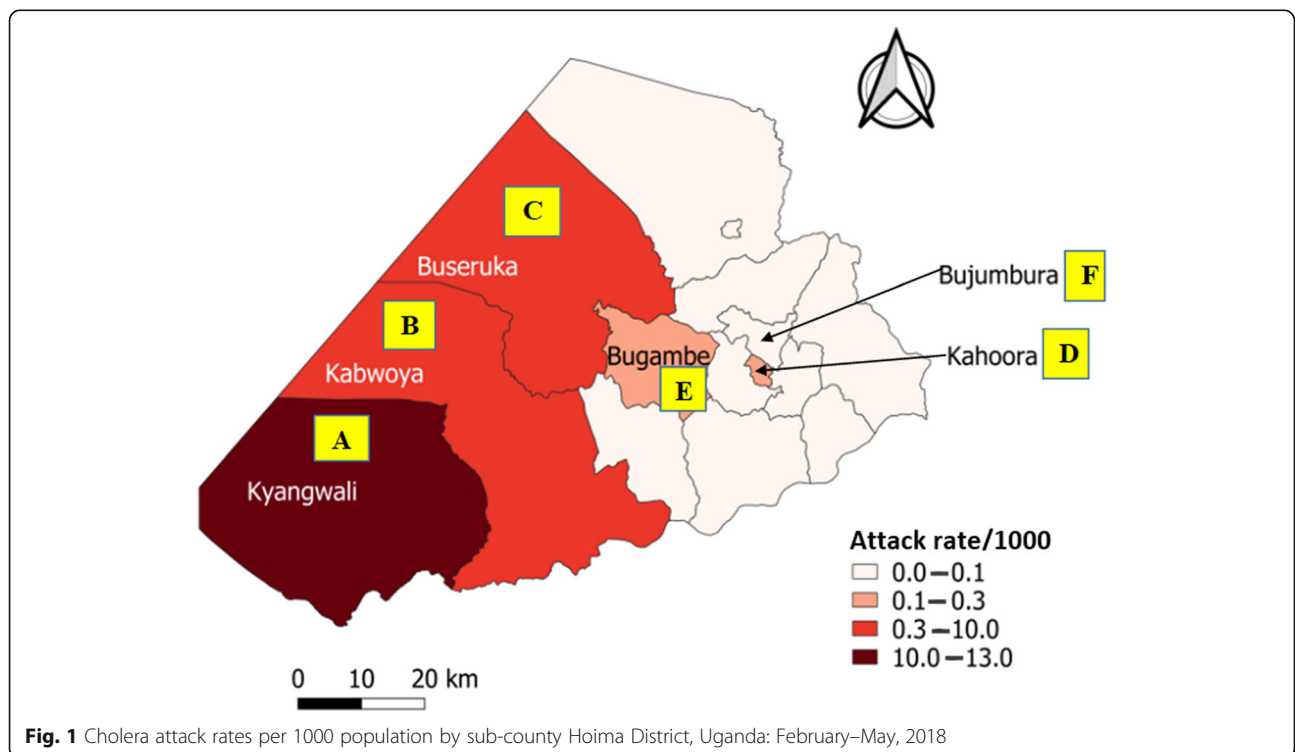 C
Buseruka
Bujumbura F
B
Bugambe
Kahoora D
Kabwoya
E
A
Kyangwali
Attack rate/1000
0.0–0.1
0.1–0.3
0.3–10.0
10.0–13.0
0 10 20 km
Fig. 1 Cholera attack rates per 1000 population by sub-county Hoima District, Uganda: February–May, 2018